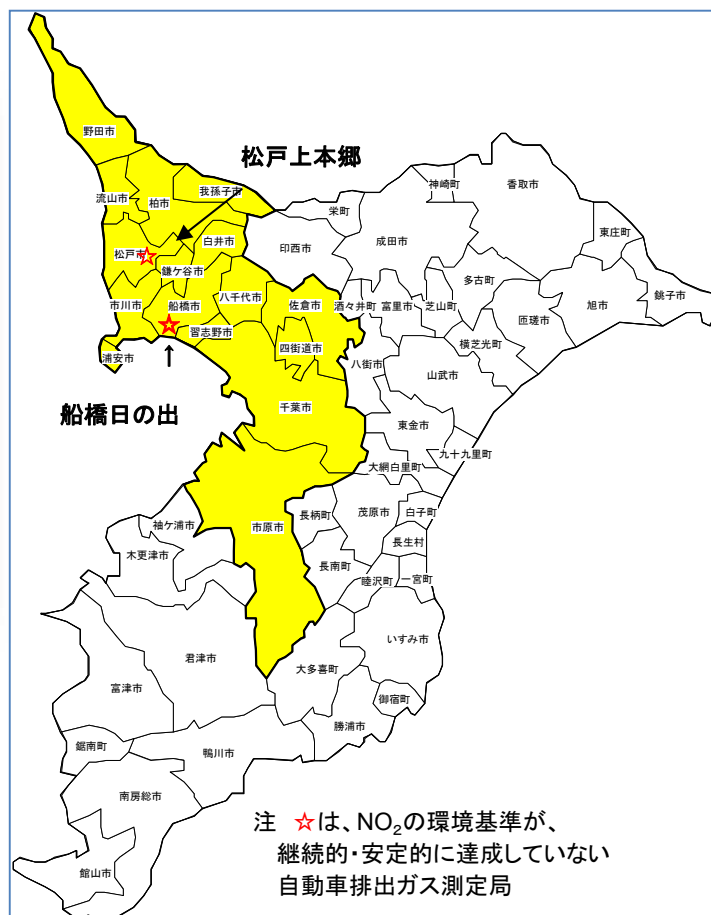 野田市
松戸上本郷
流山市
柏市
我孫子市
神崎町
香取市
栄町
東庄町
松戸市
白井市
印西市
成田市
鎌ケ谷市
多古町
銚子市
市川市
船橋市
八千代市
佐倉市
酒々井町
富里市
芝山町
匝瑳市
旭市
習志野市
四街道市
横芝光町
浦安市
八街市
山武市
船橋日の出
千葉市
東金市
九十九里町
大網白里町
袖ケ浦市
市原市
長柄町
茂原市
白子町
木更津市
長生村
長南町
睦沢町
一宮町
君津市
いすみ市
大多喜町
富津市
御宿町
勝浦市
鋸南町
鴨川市
南房総市
館山市
注 ☆は、NO₂の環境基準が、
継続的・安定的に達成していない
自動車排出ガス測定局